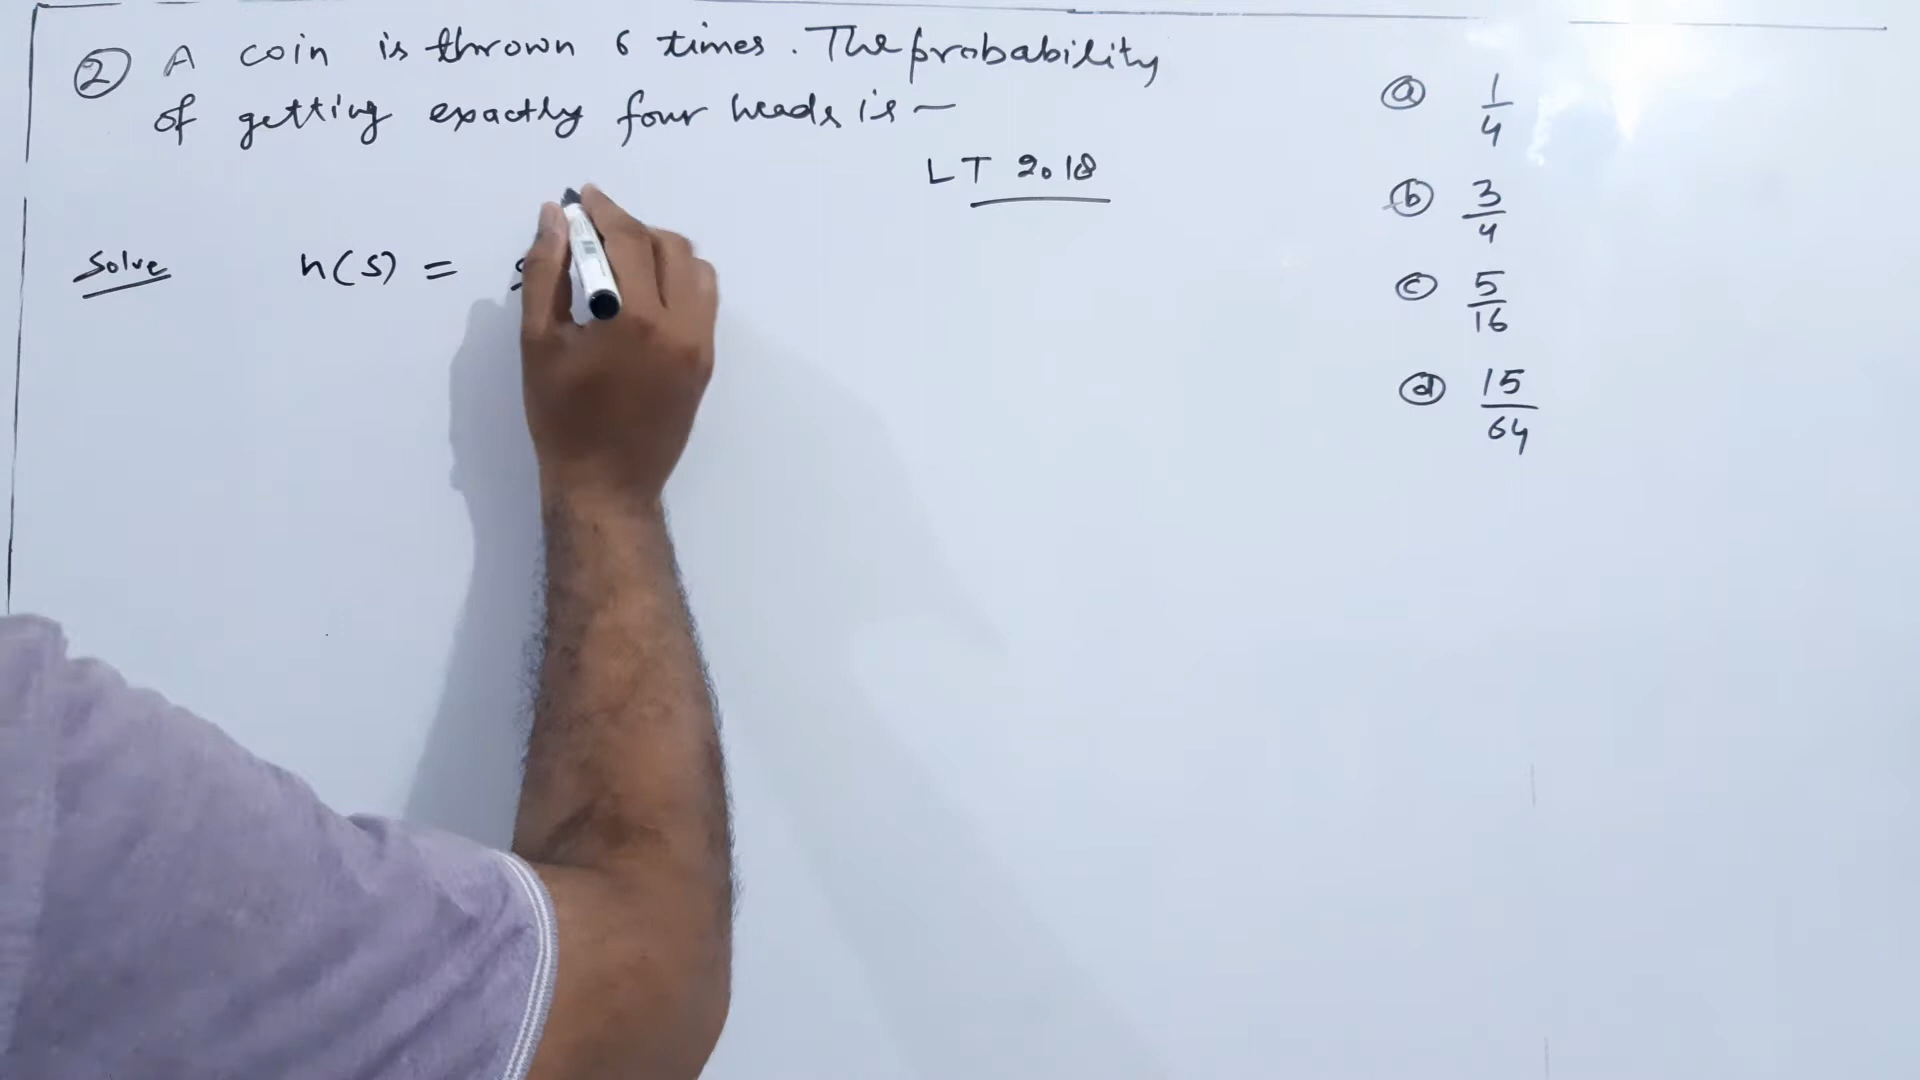 ② A coin is thrown 6 times. The probability
of getting exactly four heads is —
LT 2018
Solve n(S) =
ⓐ 1/4
ⓑ 3/4
ⓒ 5/16
ⓓ 15/64